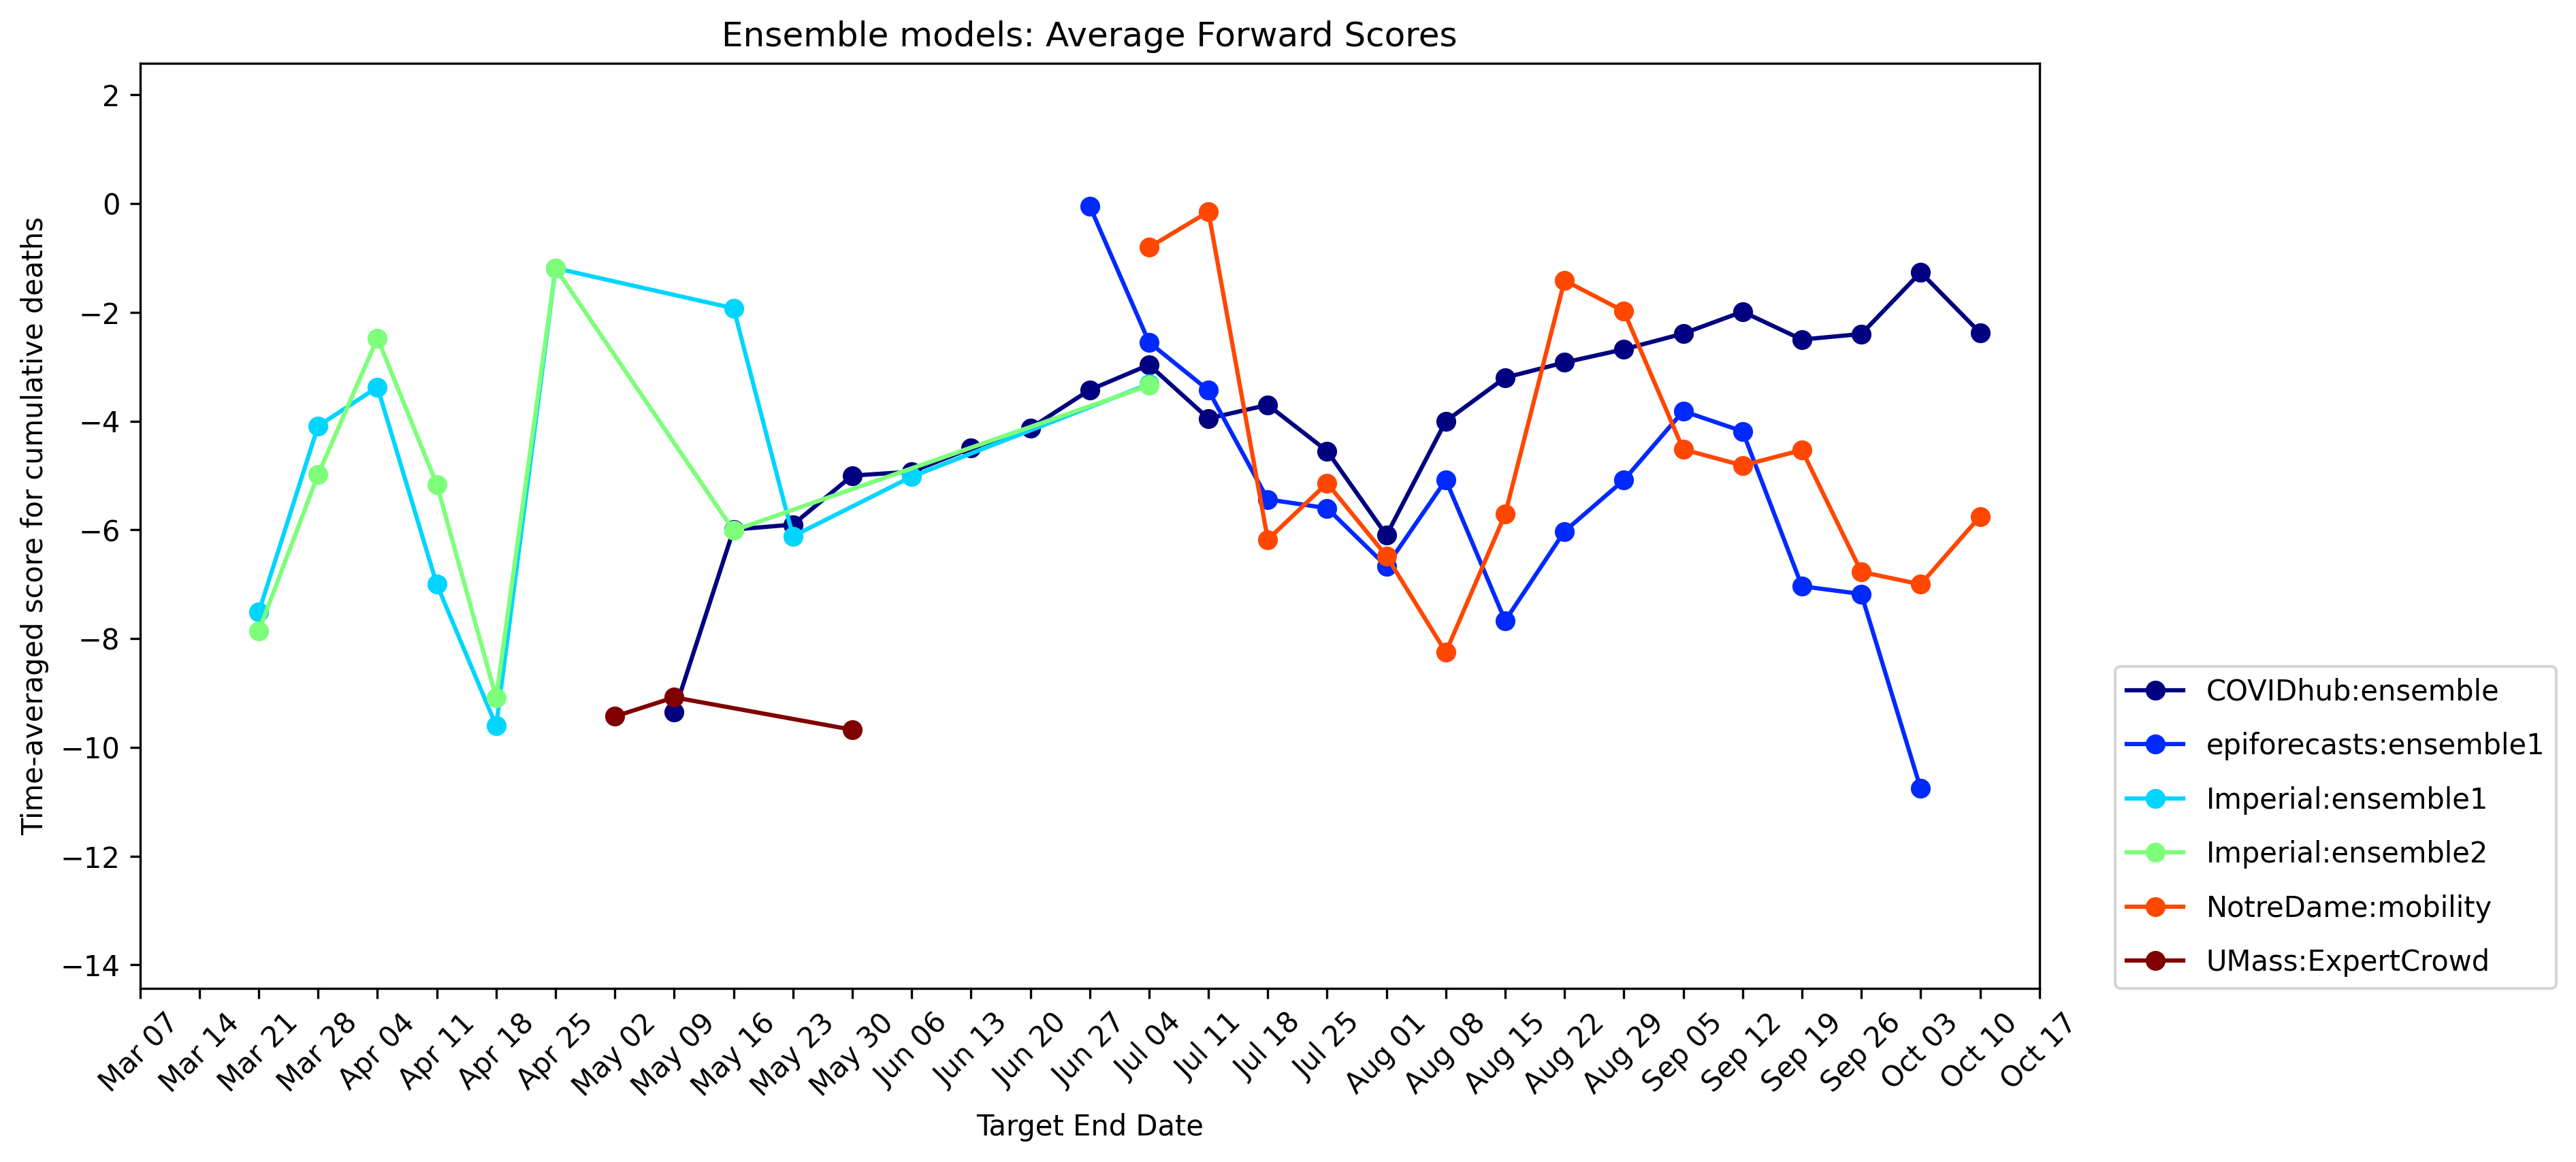 Ensemble models: Average Forward Scores
Time-averaged score for cumulative deaths
2
0
−2
−4
−6
−8
−10
−12
−14
Mar 07
Mar 14
Mar 21
Mar 28
Apr 04
Apr 11
Apr 18
Apr 25
May 02
May 09
May 16
May 23
May 30
Jun 06
Jun 13
Jun 20
Jun 27
Jul 04
Jul 11
Jul 18
Jul 25
Aug 01
Aug 08
Aug 15
Aug 22
Aug 29
Sep 05
Sep 12
Sep 19
Sep 26
Oct 03
Oct 10
Oct 17
Target End Date
COVIDhub:ensemble
epiforecasts:ensemble1
Imperial:ensemble1
Imperial:ensemble2
NotreDame:mobility
UMass:ExpertCrowd